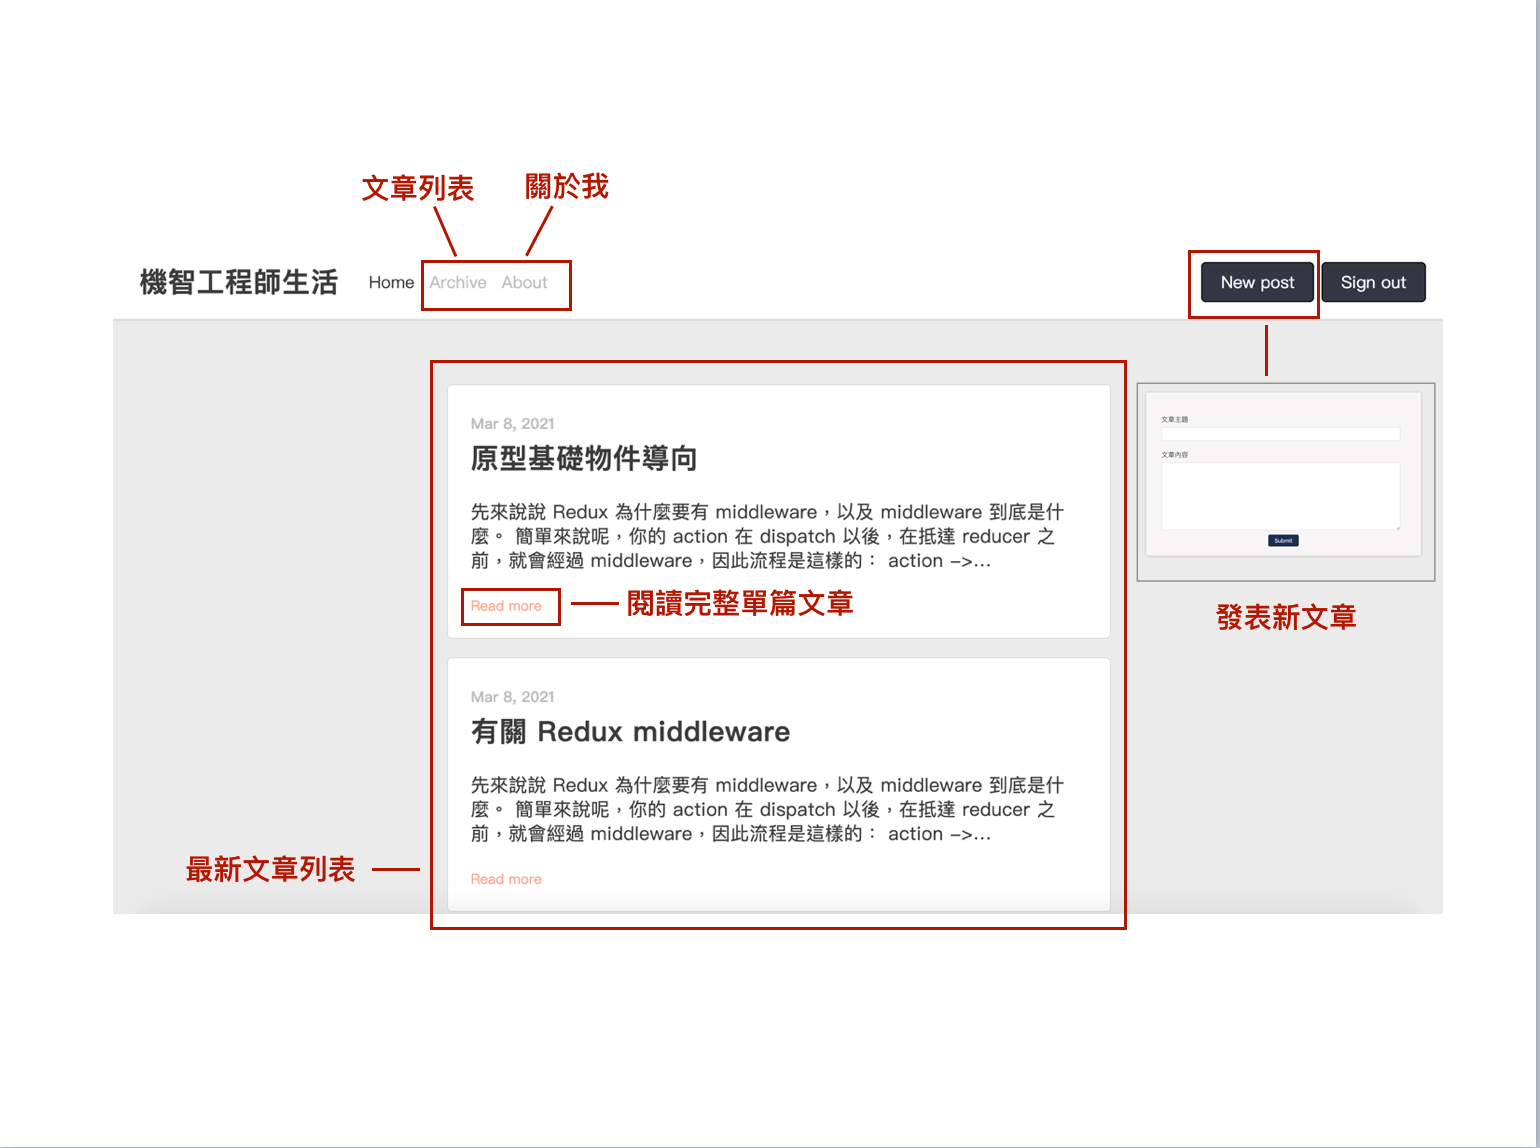 文章列表
關於我
機智工程師生活
Home
Archive
About
New post
Sign out
Mar 8, 2021
原型基礎物件導向
先來說說 Redux 為什麼要有 middleware,以及 middleware 到底是什
麼。 簡單來說呢,你的 action 在 dispatch 以後,在抵達 reducer 之
前,就會經過 middleware,因此流程是這樣的: action ->...
Read more
閱讀完整單篇文章
文章主題
文章內容
Submit
發表新文章
Mar 8, 2021
有關 Redux middleware
先來說說 Redux 為什麼要有 middleware,以及 middleware 到底是什
麼。 簡單來說呢,你的 action 在 dispatch 以後,在抵達 reducer 之
前,就會經過 middleware,因此流程是這樣的: action ->...
最新文章列表
Read more